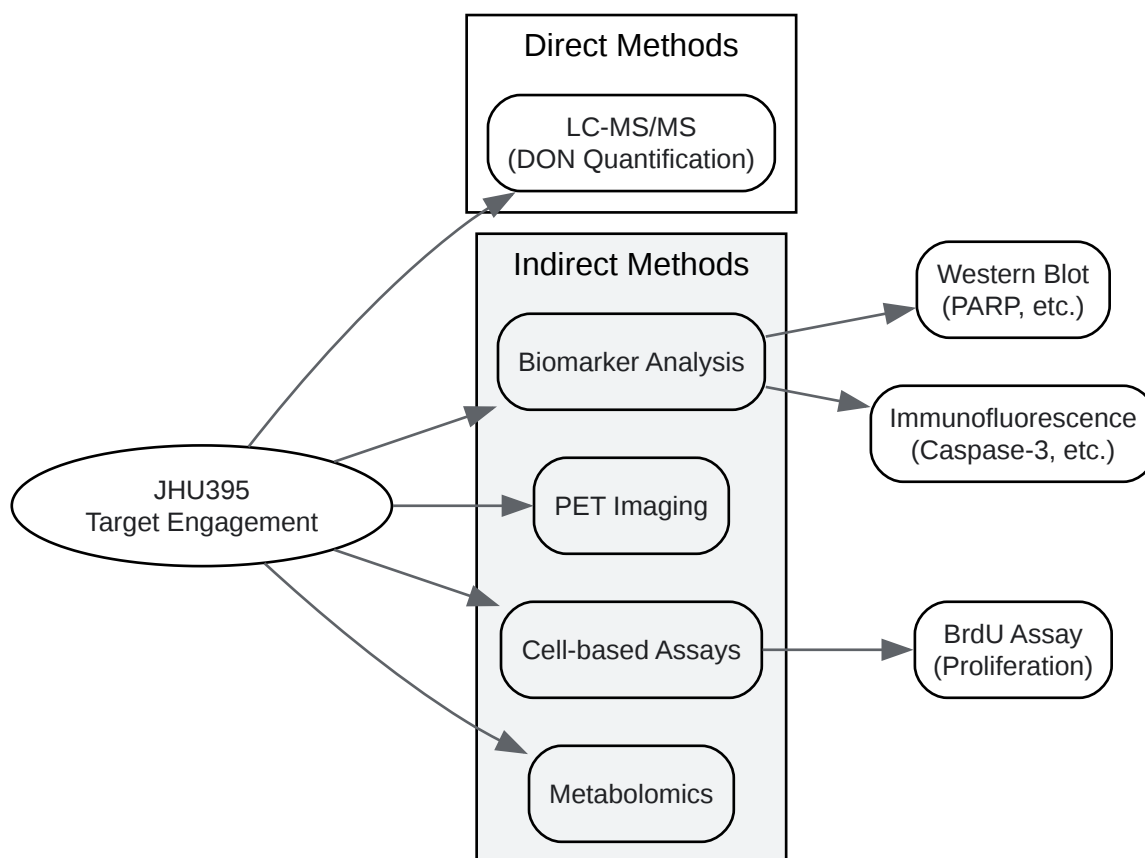 Direct Methods
LC-MS/MS
(DON Quantification)
Indirect Methods
Biomarker Analysis
Western Blot
(PARP, etc.)
Immunofluorescence
(Caspase-3, etc.)
JHU395
Target Engagement
PET Imaging
Cell-based Assays
BrdU Assay
(Proliferation)
Metabolomics